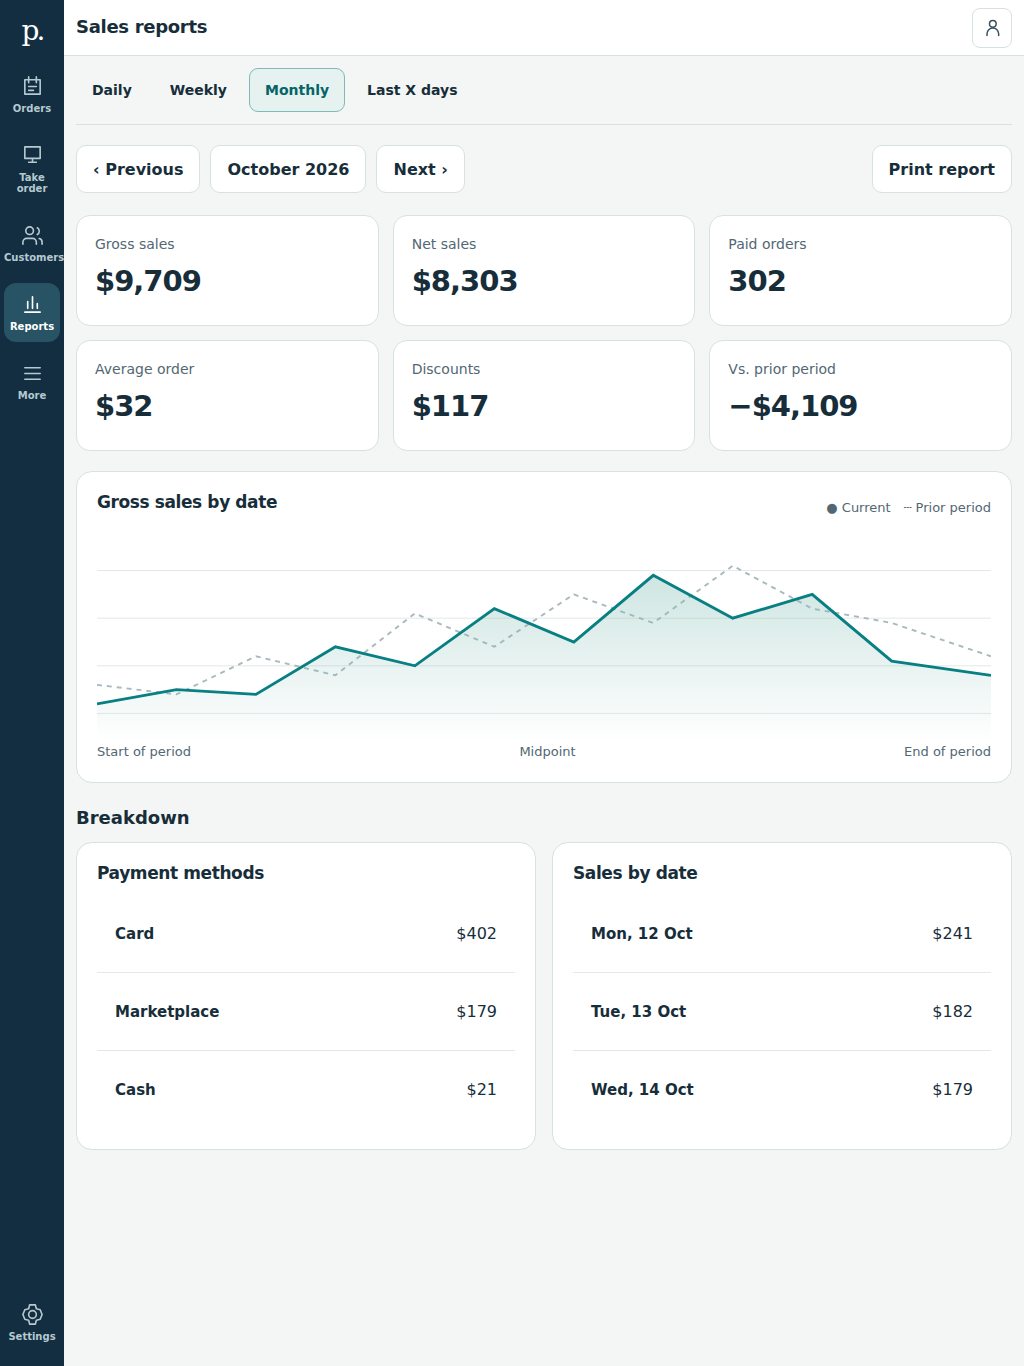 p.
Sales reports
Orders
Take
order
Customers
Reports
More
Settings
Daily
Weekly
Monthly
Last X days
‹ Previous
October 2026
Next ›
Print report
Gross sales
$9,709
Net sales
$8,303
Paid orders
302
Average order
$32
Discounts
$117
Vs. prior period
−$4,109
Gross sales by date
● Current
┄ Prior period
Start of period
Midpoint
End of period
Breakdown
Payment methods
Card
$402
Marketplace
$179
Cash
$21
Sales by date
Mon, 12 Oct
$241
Tue, 13 Oct
$182
Wed, 14 Oct
$179